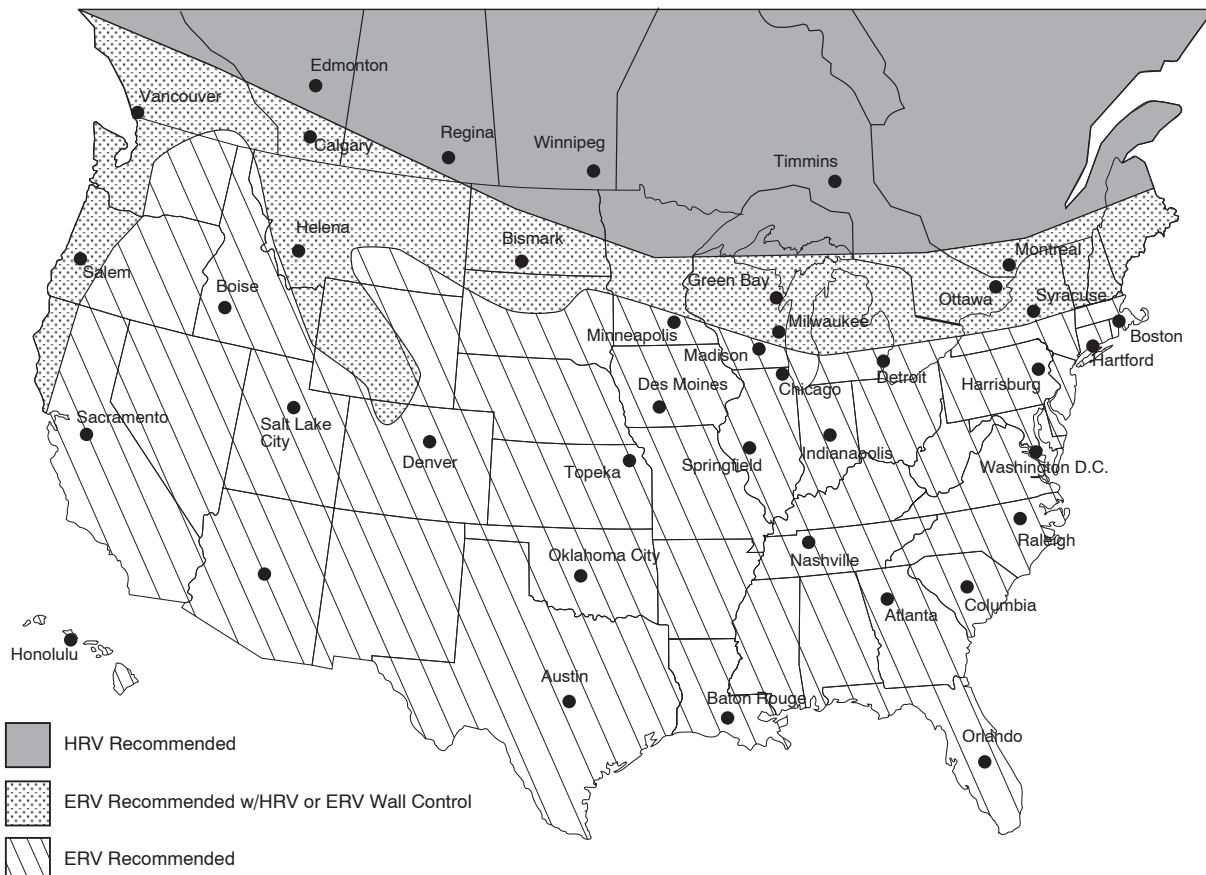 Edmonton
Vancouver
Calgary
Regina
Winnipeg
Timmins
Helena
Bismark
Montreal
Salem
Boise
Green Bay
Ottawa
Syracuse
Minneapolis
Milwaukee
Boston
Madison
Hartford
Des Moines
Chicago
Detroit
Harrisburg
Sacramento
Salt Lake
City
Denver
Topeka
Springfield
Indianapolis
Washington D.C.
Oklahoma City
Nashville
Raleigh
Columbia
Atlanta
Honolulu
Austin
Baton Rouge
Orlando
HRV Recommended
ERV Recommended w/HRV or ERV Wall Control
ERV Recommended